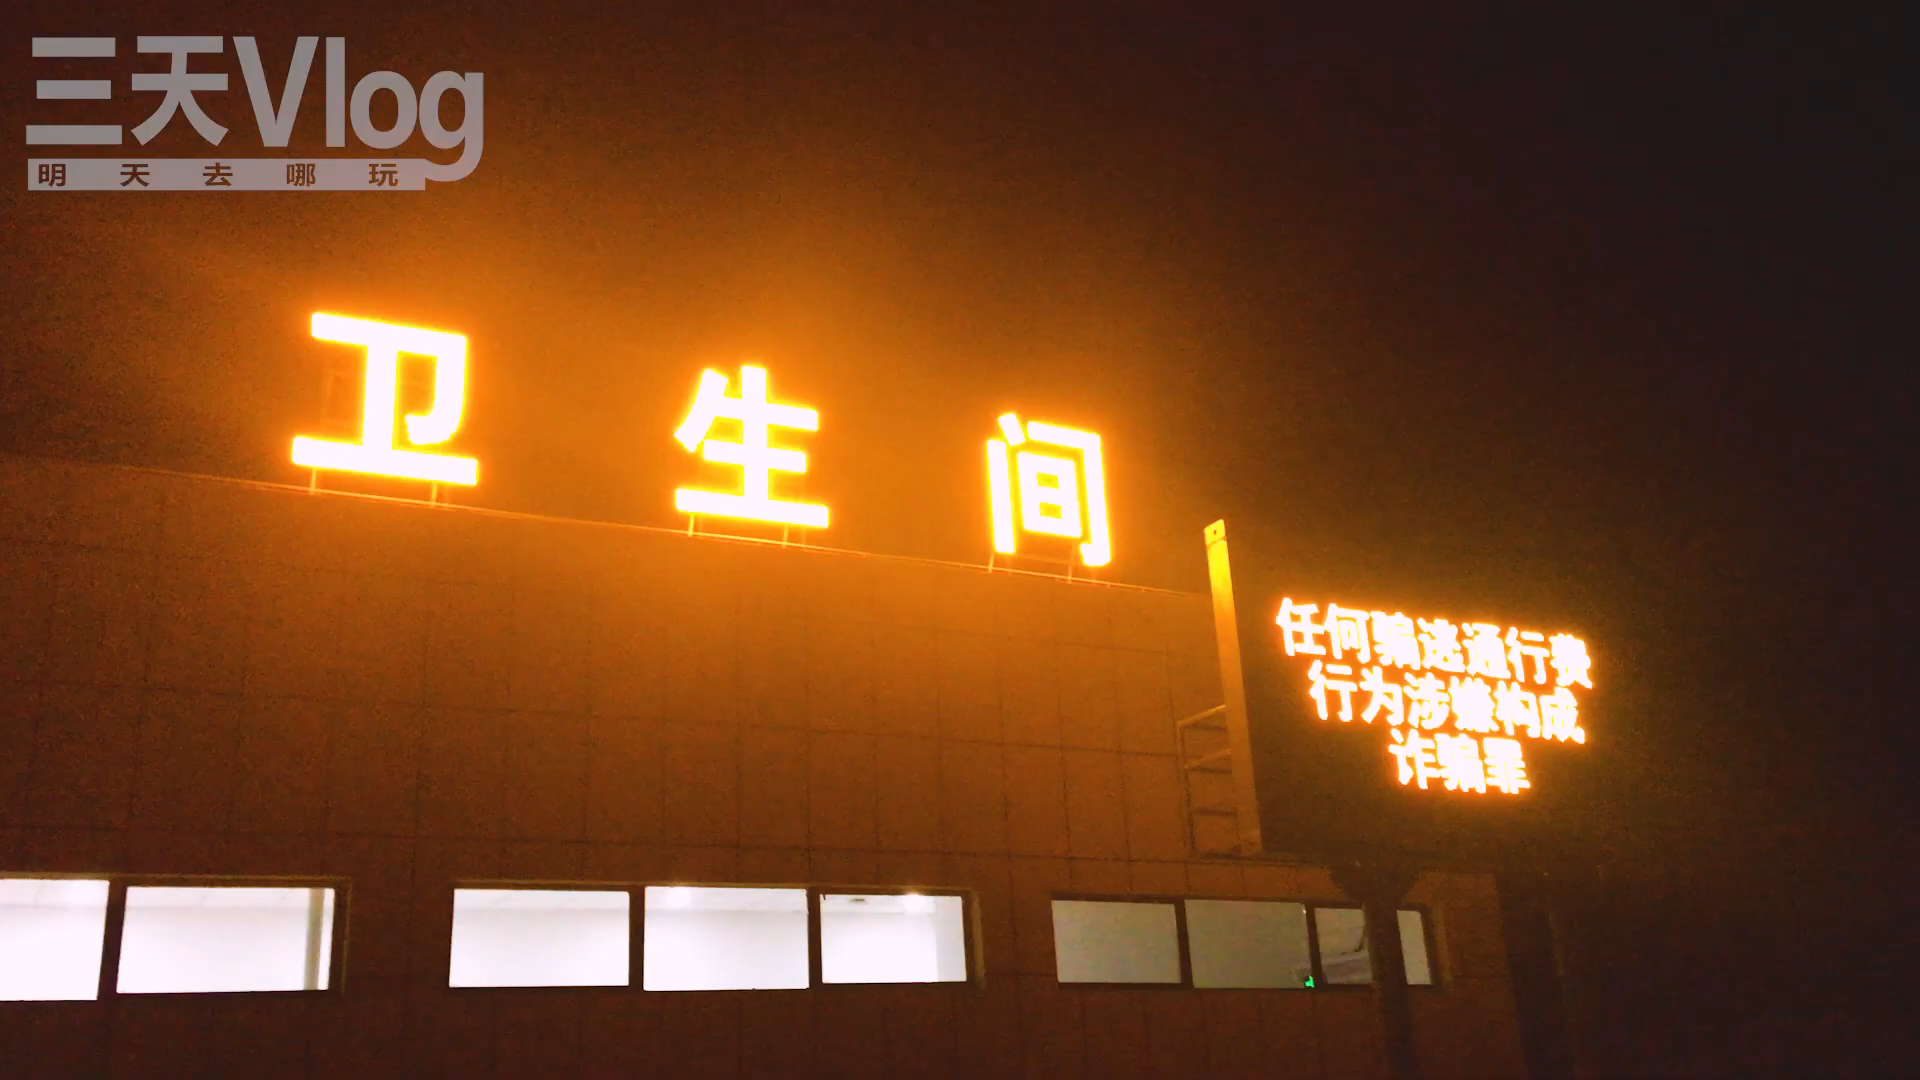 三天Vlog
明天去哪玩
卫生间
任何骗逃通行费
行为涉嫌构成
诈骗罪